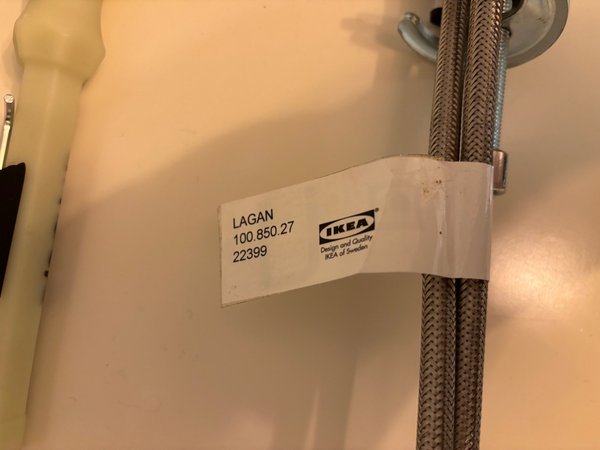 LAGAN
100.850.27
22399
IKEA®
Design and Quality
IKEA of Sweden